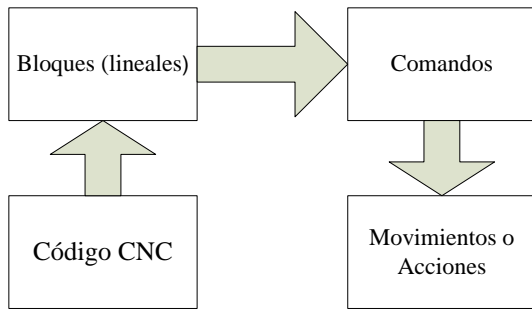 Bloques (lineales)
Comandos
Código CNC
Movimientos o
Acciones